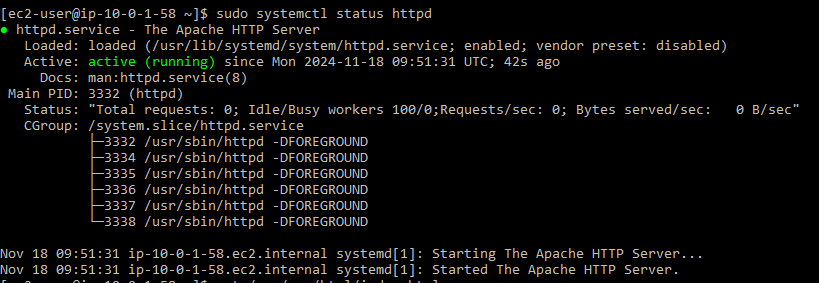 [ec2-user@ip-10-0-1-58 ~]$ sudo systemctl status httpd
● httpd.service - The Apache HTTP Server
   Loaded: loaded (/usr/lib/systemd/system/httpd.service; enabled; vendor preset: disabled)
   Active: active (running) since Mon 2024-11-18 09:51:31 UTC; 42s ago
     Docs: man:httpd.service(8)
 Main PID: 3332 (httpd)
   Status: "Total requests: 0; Idle/Busy workers 100/0;Requests/sec: 0; Bytes served/sec:   0 B/sec"
   CGroup: /system.slice/httpd.service
           ├─3332 /usr/sbin/httpd -DFOREGROUND
           ├─3334 /usr/sbin/httpd -DFOREGROUND
           ├─3335 /usr/sbin/httpd -DFOREGROUND
           ├─3336 /usr/sbin/httpd -DFOREGROUND
           ├─3337 /usr/sbin/httpd -DFOREGROUND
           └─3338 /usr/sbin/httpd -DFOREGROUND
Nov 18 09:51:31 ip-10-0-1-58.ec2.internal systemd[1]: Starting The Apache HTTP Server...
Nov 18 09:51:31 ip-10-0-1-58.ec2.internal systemd[1]: Started The Apache HTTP Server.